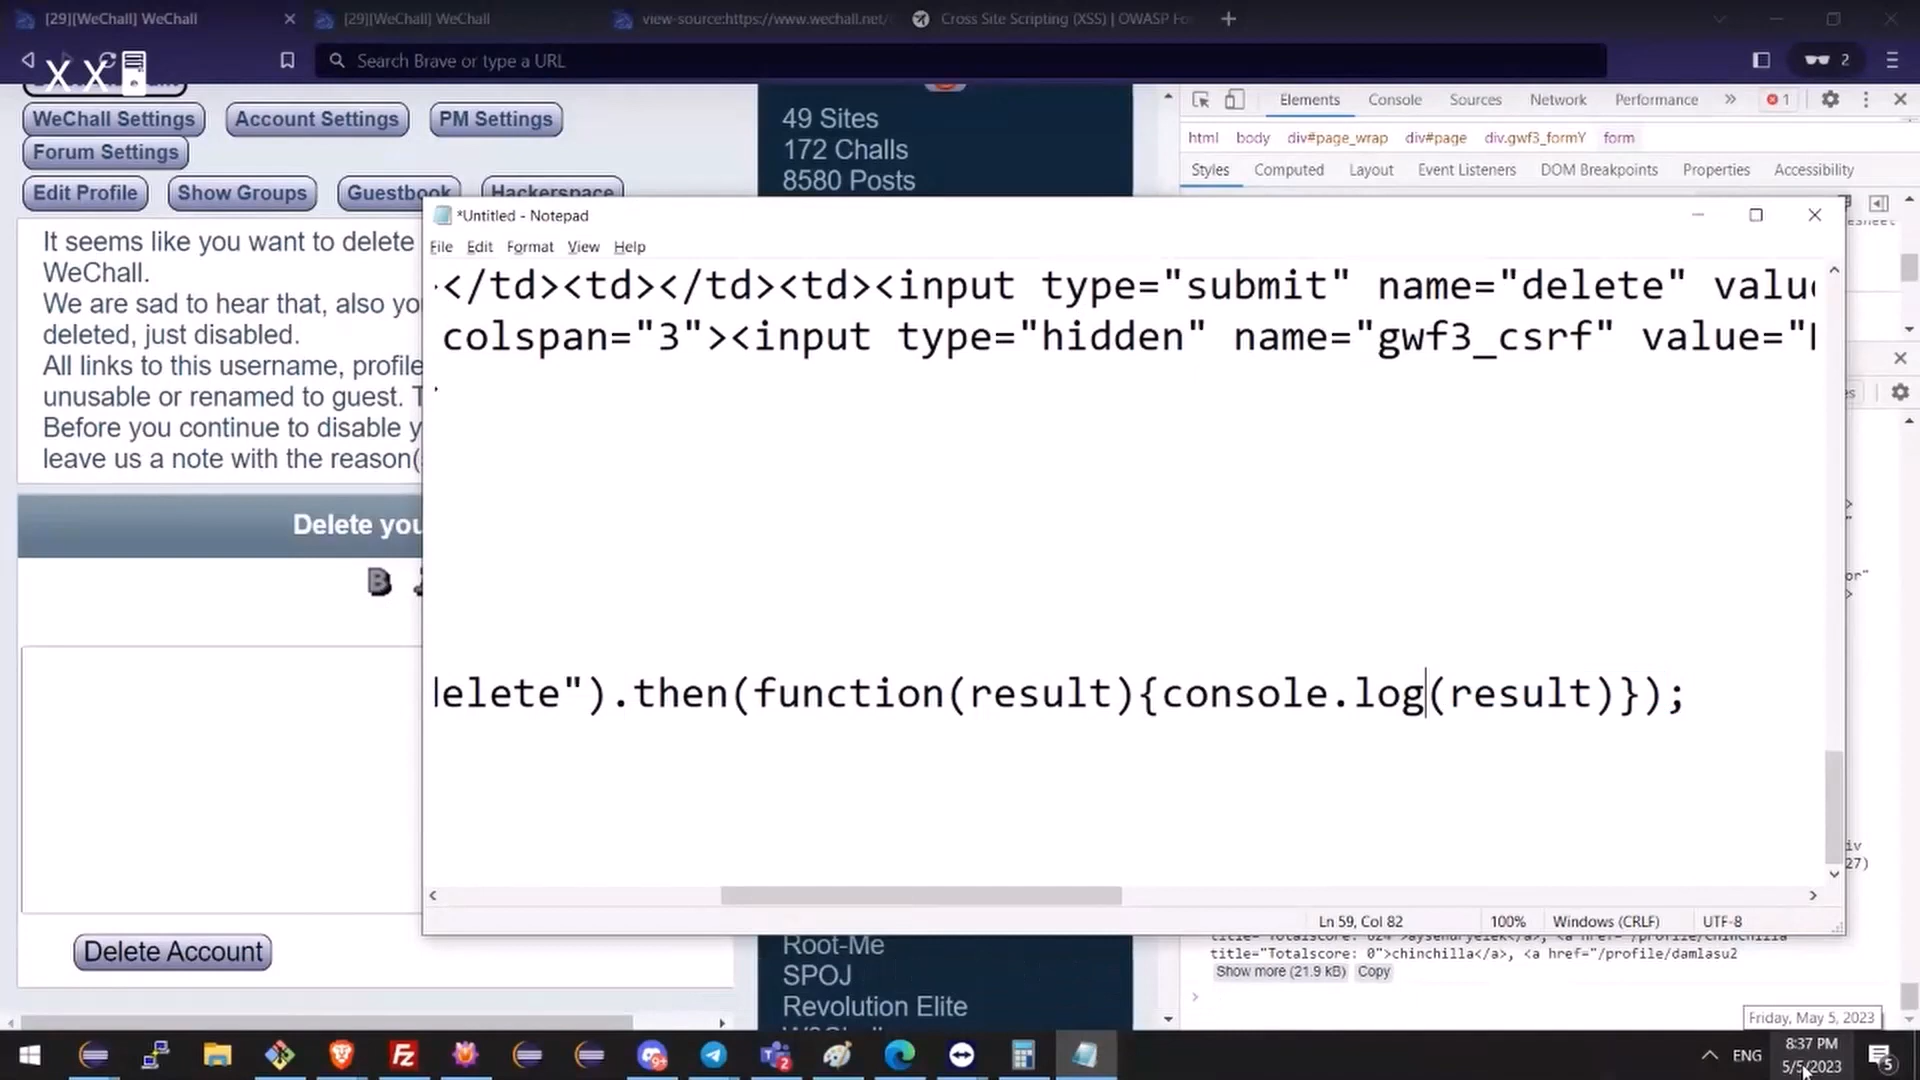 [29][WeChall] WeChall
[29][WeChall] WeChall
view-source:https://www.wechall.net/
Cross Site Scripting (XSS) | OWASP Fo
Search Brave or type a URL
2
X X
WeChall Settings
Account Settings
PM Settings
Forum Settings
Edit Profile
Show Groups
Guestbook
Hackerspace
It seems like you want to delete
WeChall.
We are sad to hear that, also yo
deleted, just disabled.
All links to this username, profile
unusable or renamed to guest. T
Before you continue to disable y
leave us a note with the reason(
Delete you
B
Delete Account
49 Sites
172 Challs
8580 Posts
Root-Me
SPOJ
Revolution Elite
Elements
Console
Sources
Network
Performance
1
html body div#page_wrap div#page div.gwf3_formY form
Styles
Computed
Layout
Event Listeners
DOM Breakpoints
Properties
Accessibility
*Untitled - Notepad
File Edit Format View Help
</td><td></td><td><input type="submit" name="delete" valu
colspan="3"><input type="hidden" name="gwf3_csrf" value="
elete").then(function(result){console.log(result)});
Ln 59, Col 82
100%
Windows (CRLF)
UTF-8
or"
iv
27)
title="Totalscore: 0">chinchilla</a>, <a href="/profile/damlasu2
Show more (21.9 kB)
Copy
Friday, May 5, 2023
ENG
8:37 PM
5/5/2023
5